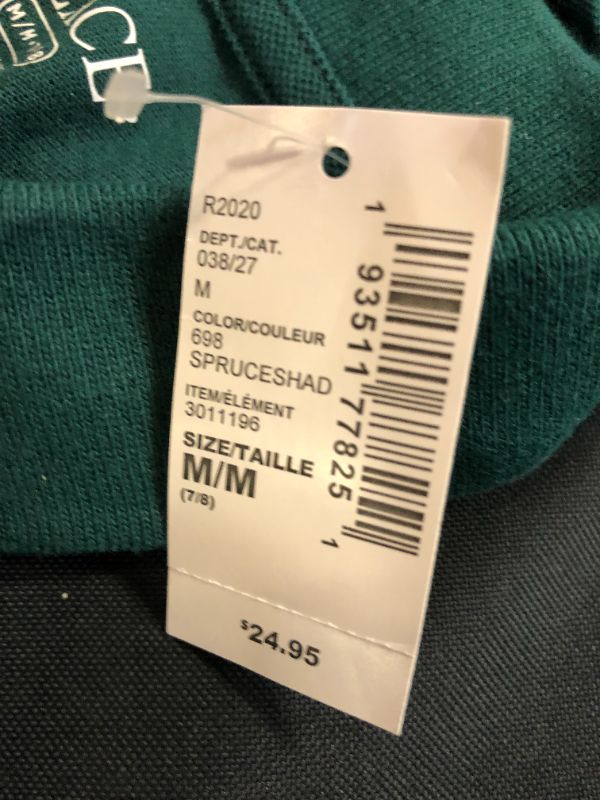 M/M
ACE
R2020
DEPT./CAT.
038/27
M
COLOR/COULEUR
698
SPRUCESHAD
ITEM/ÉLÉMENT
3011196
SIZE/TAILLE
M/M
(7/8)
$24.95
1 93511 77825 1